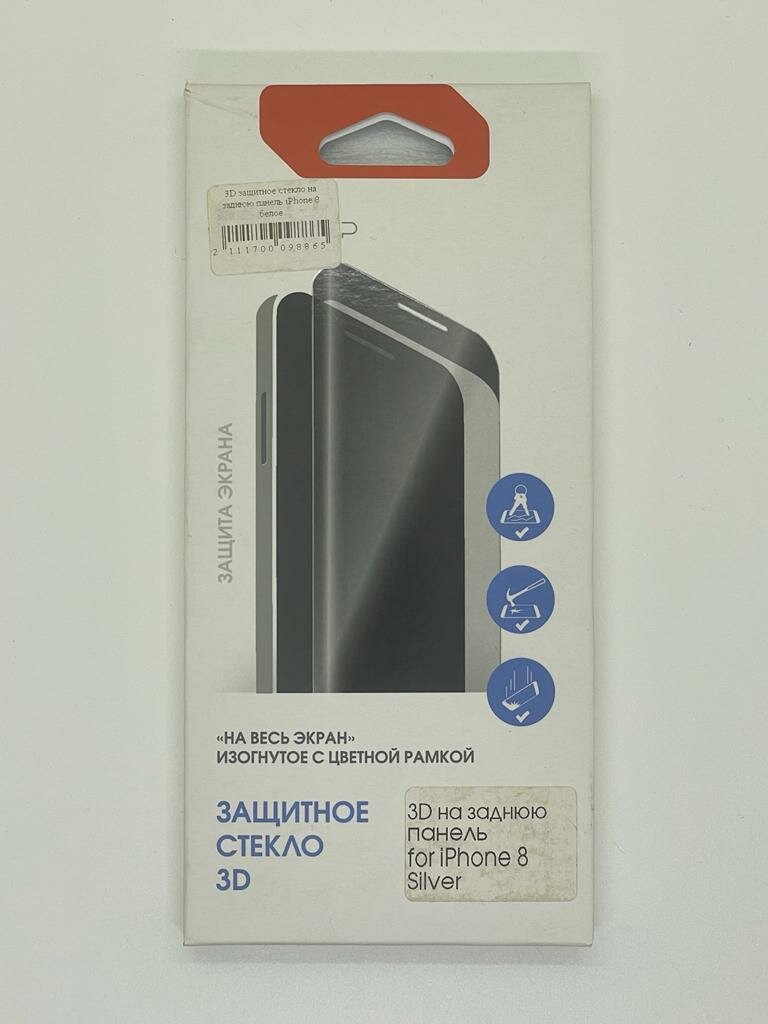 3D защитное стекло на
заднюю панель iPhone 8
белое
2 111700 098865
ЗАЩИТА ЭКРАНА
«НА ВЕСЬ ЭКРАН»
ИЗОГНУТОЕ С ЦВЕТНОЙ РАМКОЙ
ЗАЩИТНОЕ
СТЕКЛО
3D
3D на заднюю
панель
for iPhone 8
Silver